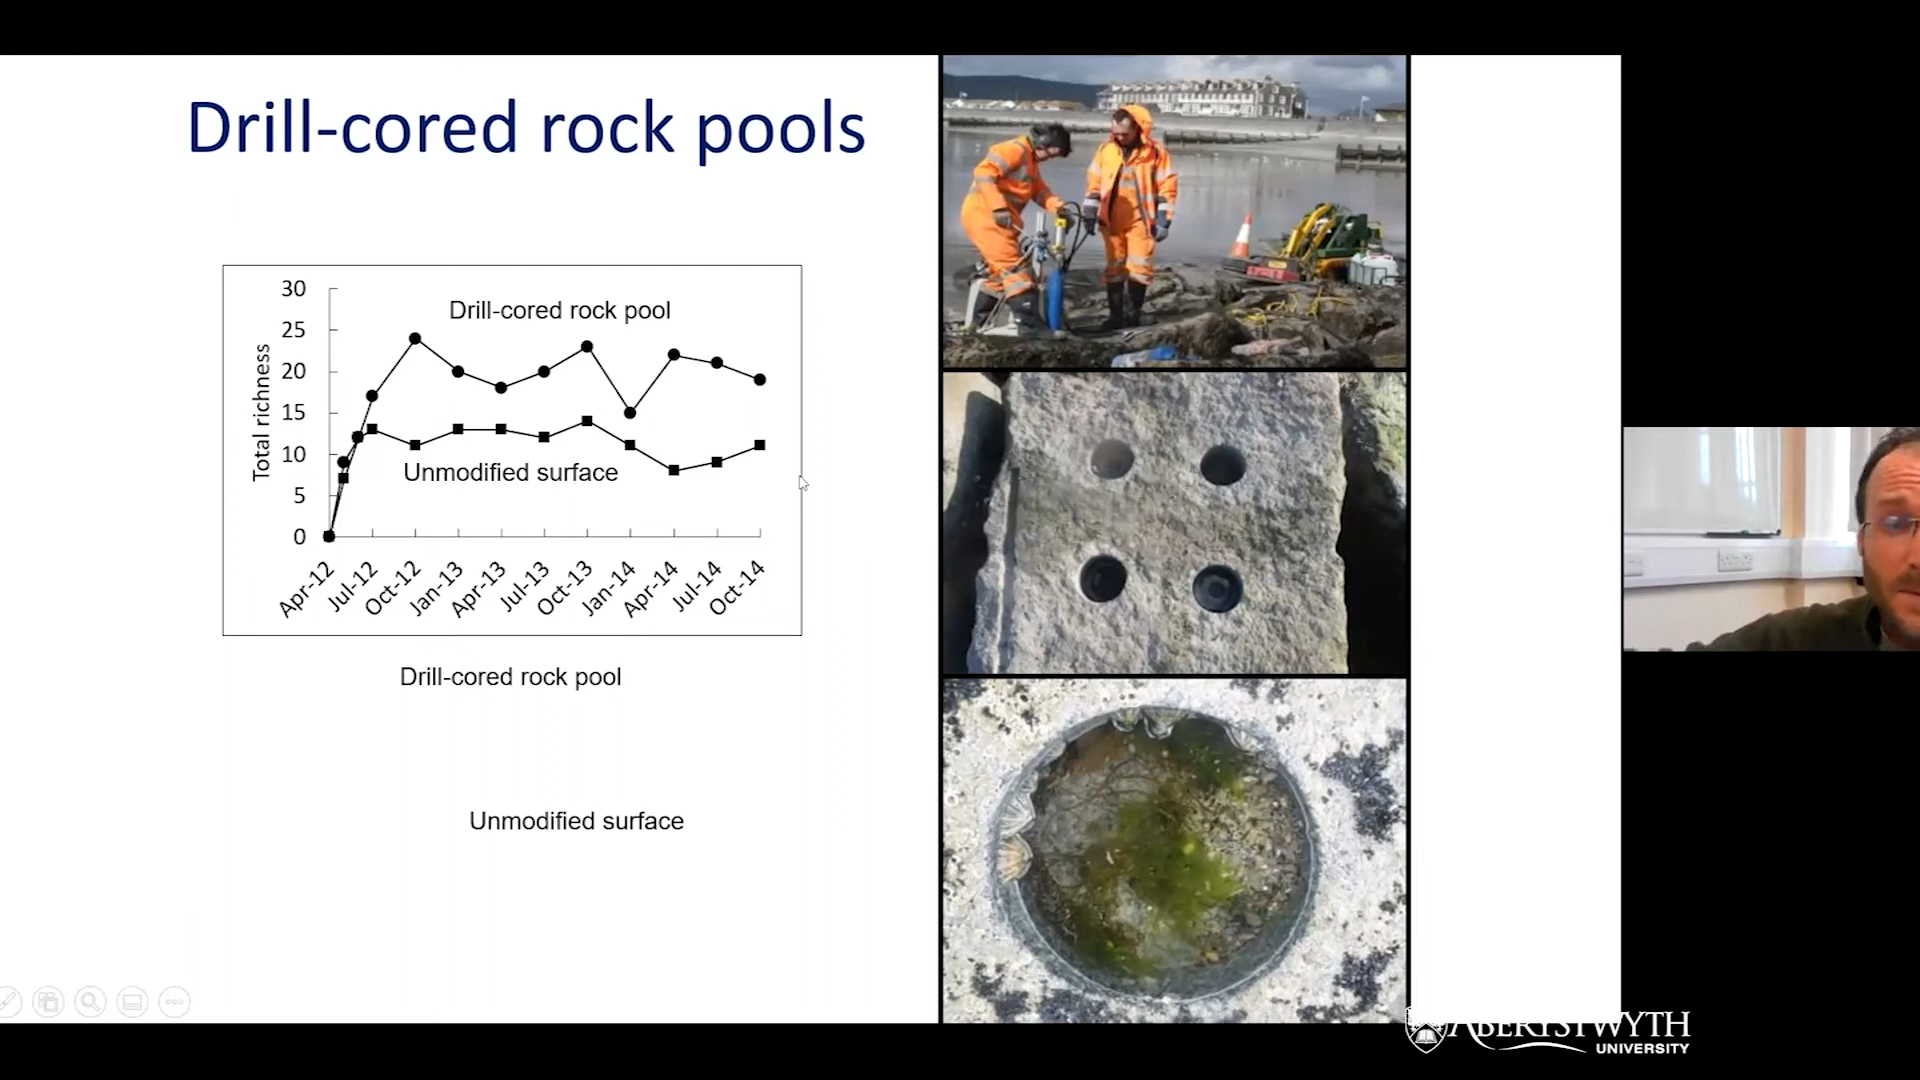 Drill-cored rock pools
Total richness
30
25
20
15
10
5
0
Drill-cored rock pool
Unmodified surface
Apr-12
Jul-12
Oct-12
Jan-13
Apr-13
Jul-13
Oct-13
Jan-14
Apr-14
Jul-14
Oct-14
Drill-cored rock pool
Unmodified surface
ABERYSTWYTH
UNIVERSITY